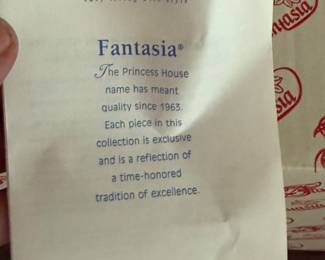 Fantasia®
The Princess House
name has meant
quality since 1963.
Each piece in this
collection is exclusive
and is a reflection of
a time-honored
tradition of excellence.